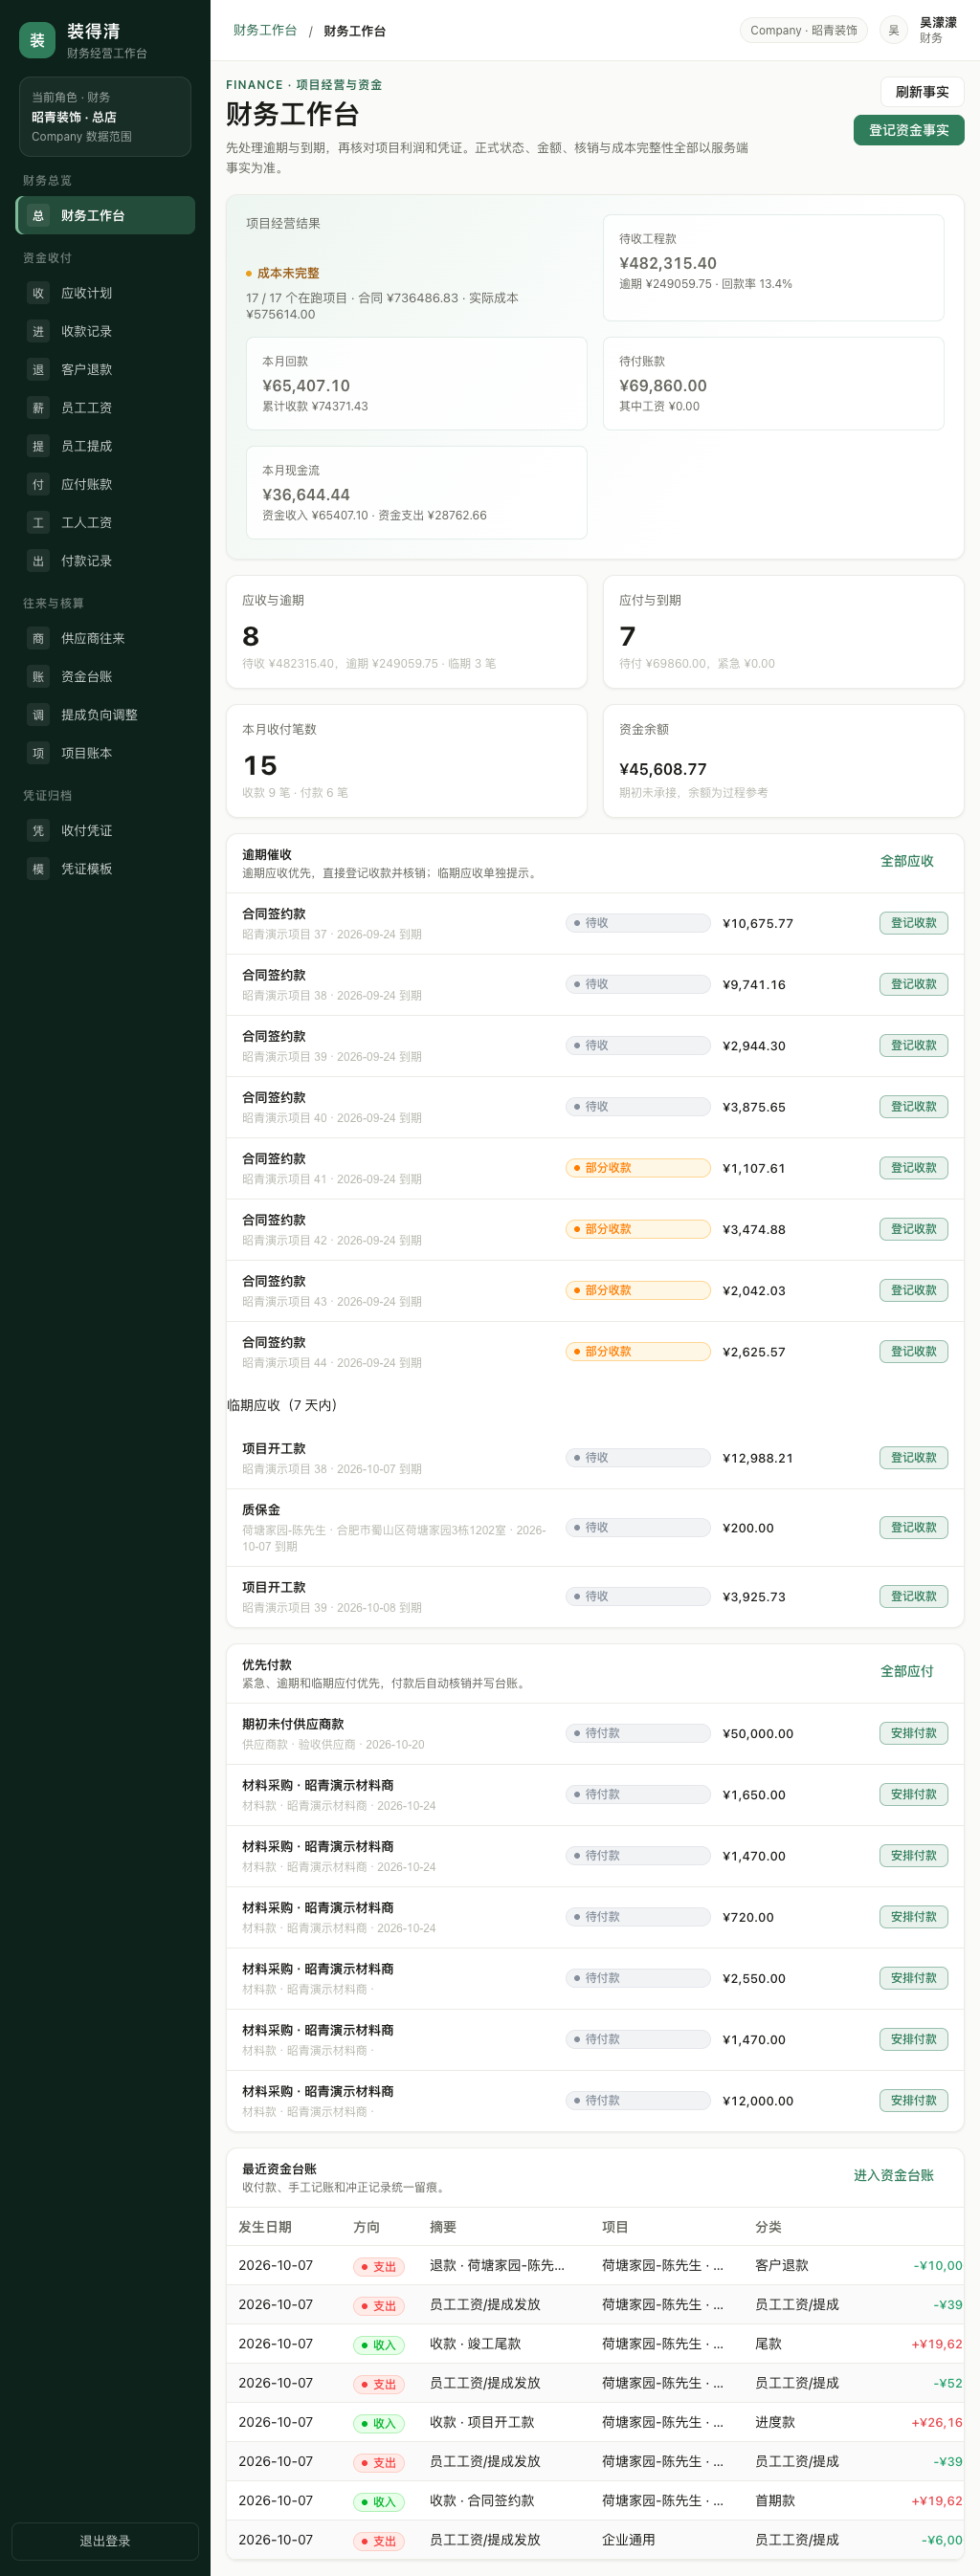 装
装得清
财务经营工作台
当前角色 · 财务
昭青装饰 · 总店
Company 数据范围
财务总览
总 财务工作台
资金收付
收 应收计划
进 收款记录
退 客户退款
薪 员工工资
提 员工提成
付 应付账款
工 工人工资
出 付款记录
往来与核算
商 供应商往来
账 资金台账
调 提成负向调整
项 项目账本
凭证归档
凭 收付凭证
模 凭证模板
退出登录
财务工作台 / 财务工作台
Company · 昭青装饰
吴
吴濛濛
财务
FINANCE · 项目经营与资金
财务工作台
先处理逾期与到期，再核对项目利润和凭证。正式状态、金额、核销与成本完整性全部以服务端
事实为准。
刷新事实
登记资金事实
项目经营结果
成本未完整
17 / 17 个在跑项目 · 合同 ¥736486.83 · 实际成本
¥575614.00
待收工程款
¥482,315.40
逾期 ¥249059.75 · 回款率 13.4%
本月回款
¥65,407.10
累计收款 ¥74371.43
待付账款
¥69,860.00
其中工资 ¥0.00
本月现金流
¥36,644.44
资金收入 ¥65407.10 · 资金支出 ¥28762.66
应收与逾期
8
待收 ¥482315.40，逾期 ¥249059.75 · 临期 3 笔
应付与到期
7
待付 ¥69860.00，紧急 ¥0.00
本月收付笔数
15
收款 9 笔 · 付款 6 笔
资金余额
¥45,608.77
期初未承接，余额为过程参考
逾期催收
逾期应收优先，直接登记收款并核销；临期应收单独提示。
全部应收
合同签约款
昭青演示项目 37 · 2026-09-24 到期
待收 ¥10,675.77 登记收款
合同签约款
昭青演示项目 38 · 2026-09-24 到期
待收 ¥9,741.16 登记收款
合同签约款
昭青演示项目 39 · 2026-09-24 到期
待收 ¥2,944.30 登记收款
合同签约款
昭青演示项目 40 · 2026-09-24 到期
待收 ¥3,875.65 登记收款
合同签约款
昭青演示项目 41 · 2026-09-24 到期
部分收款 ¥1,107.61 登记收款
合同签约款
昭青演示项目 42 · 2026-09-24 到期
部分收款 ¥3,474.88 登记收款
合同签约款
昭青演示项目 43 · 2026-09-24 到期
部分收款 ¥2,042.03 登记收款
合同签约款
昭青演示项目 44 · 2026-09-24 到期
部分收款 ¥2,625.57 登记收款
临期应收（7 天内）
项目开工款
昭青演示项目 38 · 2026-10-07 到期
待收 ¥12,988.21 登记收款
质保金
荷塘家园-陈先生 · 合肥市蜀山区荷塘家园3栋1202室 · 2026-
10-07 到期
待收 ¥200.00 登记收款
项目开工款
昭青演示项目 39 · 2026-10-08 到期
待收 ¥3,925.73 登记收款
优先付款
紧急、逾期和临期应付优先，付款后自动核销并写台账。
全部应付
期初未付供应商款
供应商款 · 验收供应商 · 2026-10-20
待付款 ¥50,000.00 安排付款
材料采购 · 昭青演示材料商
材料款 · 昭青演示材料商 · 2026-10-24
待付款 ¥1,650.00 安排付款
材料采购 · 昭青演示材料商
材料款 · 昭青演示材料商 · 2026-10-24
待付款 ¥1,470.00 安排付款
材料采购 · 昭青演示材料商
材料款 · 昭青演示材料商 · 2026-10-24
待付款 ¥720.00 安排付款
材料采购 · 昭青演示材料商
材料款 · 昭青演示材料商 ·
待付款 ¥2,550.00 安排付款
材料采购 · 昭青演示材料商
材料款 · 昭青演示材料商 ·
待付款 ¥1,470.00 安排付款
材料采购 · 昭青演示材料商
材料款 · 昭青演示材料商 ·
待付款 ¥12,000.00 安排付款
最近资金台账
收付款、手工记账和冲正记录统一留痕。
进入资金台账
发生日期 方向 摘要 项目 分类
2026-10-07 支出 退款 · 荷塘家园-陈先... 荷塘家园-陈先生 · ... 客户退款 -¥10,00
2026-10-07 支出 员工工资/提成发放 荷塘家园-陈先生 · ... 员工工资/提成 -¥39
2026-10-07 收入 收款 · 竣工尾款 荷塘家园-陈先生 · ... 尾款 +¥19,62
2026-10-07 支出 员工工资/提成发放 荷塘家园-陈先生 · ... 员工工资/提成 -¥52
2026-10-07 收入 收款 · 项目开工款 荷塘家园-陈先生 · ... 进度款 +¥26,16
2026-10-07 支出 员工工资/提成发放 荷塘家园-陈先生 · ... 员工工资/提成 -¥39
2026-10-07 收入 收款 · 合同签约款 荷塘家园-陈先生 · ... 首期款 +¥19,62
2026-10-07 支出 员工工资/提成发放 企业通用 员工工资/提成 -¥6,00